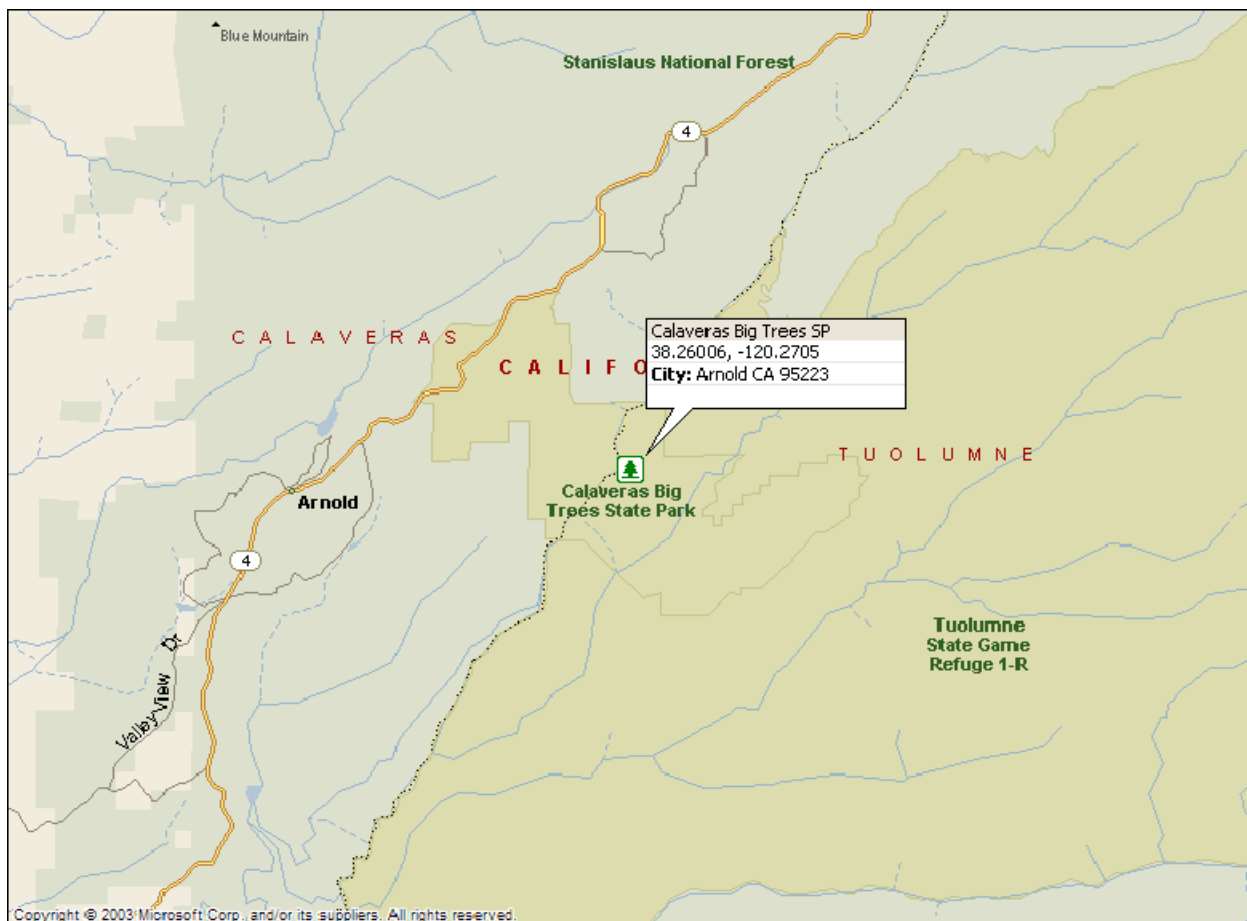 Blue Mountain
Stanislaus National Forest
4
C A L A V E R A S
Calaveras Big Trees SP
38.26006, -120.2705
City: Arnold CA 95223
C A L I F O
T U O L U M N E
Arnold
Calaveras Big
Trees State Park
4
Tuolumne
State Game
Refuge 1-R
Valley View Dr
Copyright © 2003 Microsoft Corp. and/or its suppliers. All rights reserved.